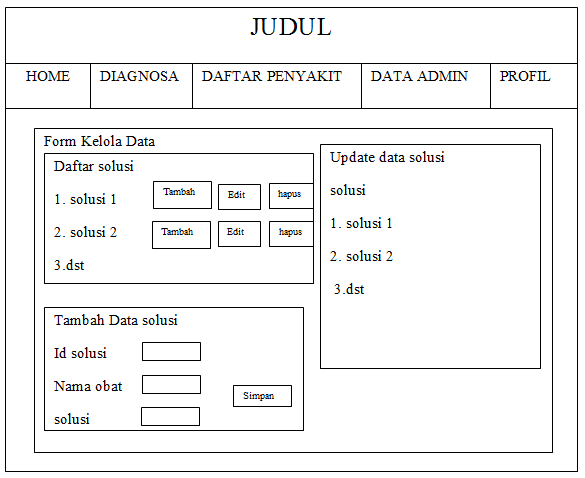 JUDUL
HOME DIAGNOSA DAFTAR PENYAKIT DATA ADMIN PROFIL
Form Kelola Data
Daftar solusi
1. solusi 1 Tambah Edit hapus
2. solusi 2 Tambah Edit hapus
3.dst
Update data solusi
solusi
1. solusi 1
2. solusi 2
3.dst
Tambah Data solusi
Id solusi
Nama obat
Simpan
solusi